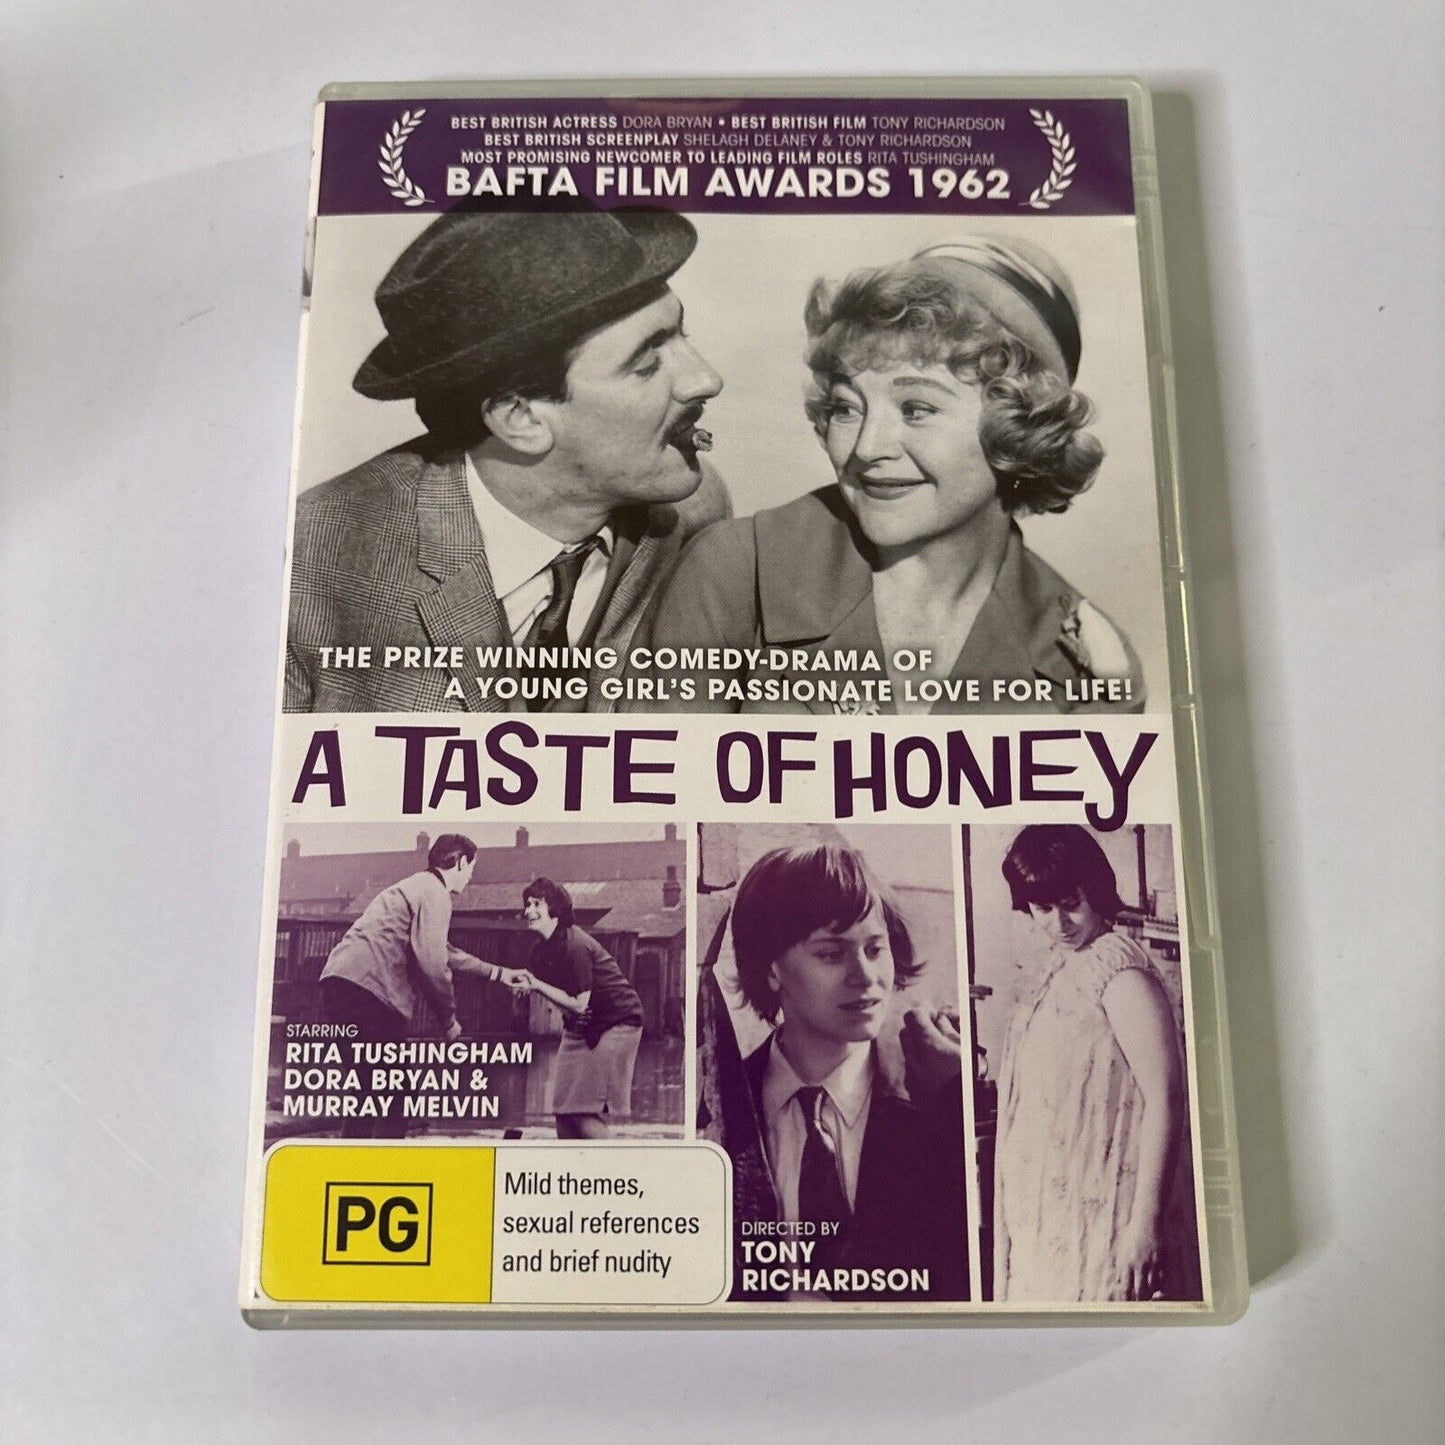 BEST BRITISH ACTRESS DORA BRYAN • BEST BRITISH FILM TONY RICHARDSON
BEST BRITISH SCREENPLAY SHELAGH DELANEY & TONY RICHARDSON
MOST PROMISING NEWCOMER TO LEADING FILM ROLES RITA TUSHINGHAM
BAFTA FILM AWARDS 1962
THE PRIZE WINNING COMEDY-DRAMA OF
A YOUNG GIRL'S PASSIONATE LOVE FOR LIFE!
A TASTE OF HONEY
STARRING
RITA TUSHINGHAM
DORA BRYAN &
MURRAY MELVIN
PG
Mild themes,
sexual references
and brief nudity
DIRECTED BY
TONY
RICHARDSON